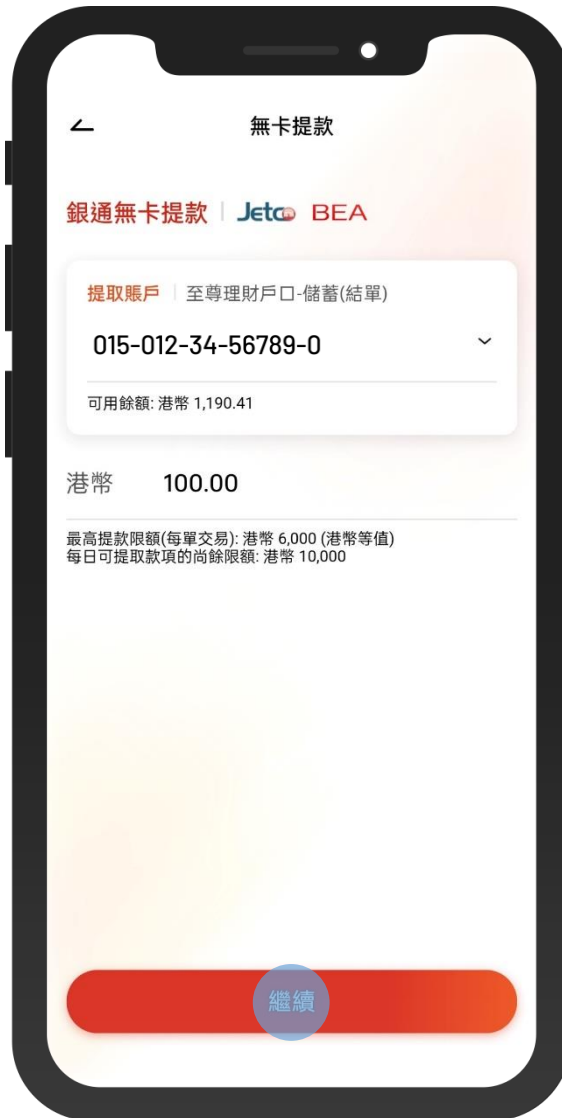 無卡提款
銀通無卡提款 Jetco BEA
提取賬戶 至尊理財戶口-儲蓄(結單)
015-012-34-56789-0
可用餘額: 港幣 1,190.41
港幣 100.00
最高提款限額(每單交易): 港幣 6,000 (港幣等值)
每日可提取款項的尚餘限額: 港幣 10,000
繼續